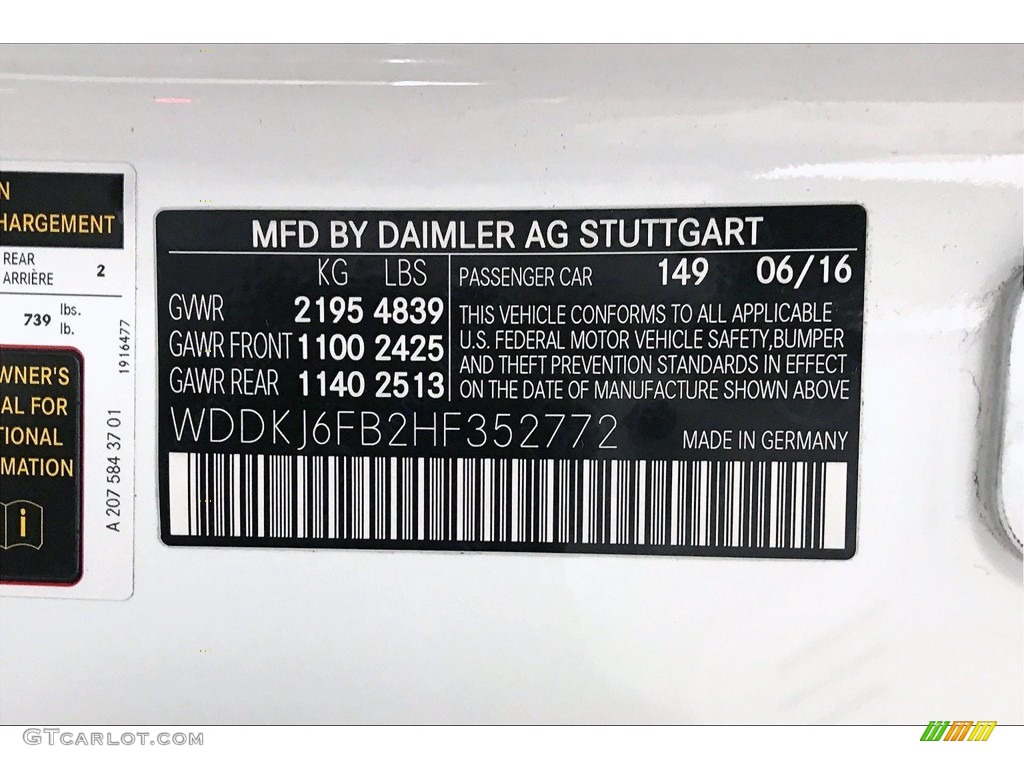 N
HARGEMENT
REAR
ARRIÈRE
2
739
lbs.
lb.
1916477
WNER'S
AL FOR
TIONAL
MATION
i
A 207 584 37 01
MFD BY DAIMLER AG STUTTGART
KG LBS
GVWR 2195 4839
GAWR FRONT 1100 2425
GAWR REAR 1140 2513
PASSENGER CAR 149 06/16
THIS VEHICLE CONFORMS TO ALL APPLICABLE
U.S. FEDERAL MOTOR VEHICLE SAFETY,BUMPER
AND THEFT PREVENTION STANDARDS IN EFFECT
ON THE DATE OF MANUFACTURE SHOWN ABOVE
WDDKJ6FB2HF352772
MADE IN GERMANY
GTCARLOT.COM